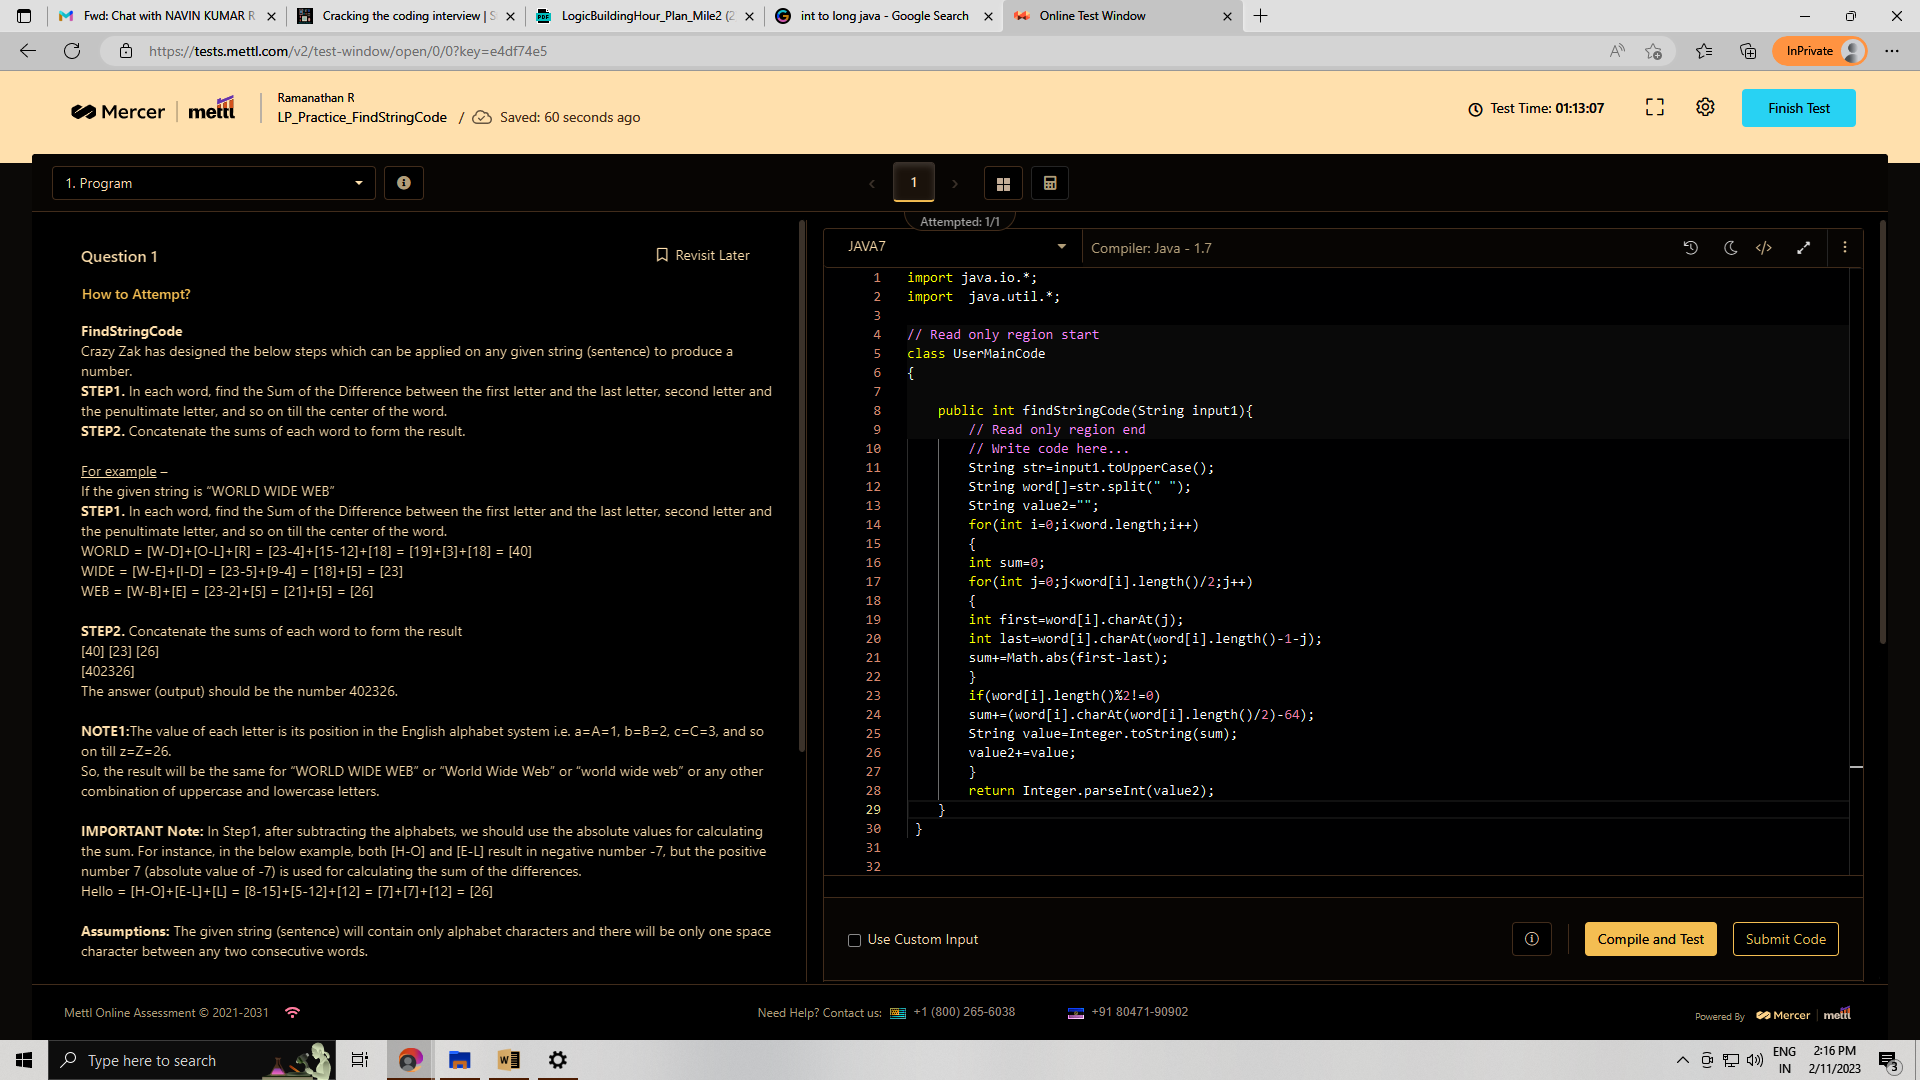 Fwd: Chat with NAVIN KUMAR R
Cracking the coding interview | S
LogicBuildingHour_Plan_Mile2 (2
int to long java - Google Search
Online Test Window
https://tests.mettl.com/v2/test-window/open/0/0?key=e4df74e5
InPrivate
Mercer | mettl
Ramanathan R
LP_Practice_FindStringCode / Saved: 60 seconds ago
Test Time: 01:13:07
Finish Test
1. Program
1
Attempted: 1/1
Question 1
Revisit Later
How to Attempt?
FindStringCode
Crazy Zak has designed the below steps which can be applied on any given string (sentence) to produce a
number.
STEP1. In each word, find the Sum of the Difference between the first letter and the last letter, second letter and
the penultimate letter, and so on till the center of the word.
STEP2. Concatenate the sums of each word to form the result.
For example –
If the given string is “WORLD WIDE WEB”
STEP1. In each word, find the Sum of the Difference between the first letter and the last letter, second letter and
the penultimate letter, and so on till the center of the word.
WORLD = [W-D]+[O-L]+[R] = [23-4]+[15-12]+[18] = [19]+[3]+[18] = [40]
WIDE = [W-E]+[I-D] = [23-5]+[9-4] = [18]+[5] = [23]
WEB = [W-B]+[E] = [23-2]+[5] = [21]+[5] = [26]
STEP2. Concatenate the sums of each word to form the result
[40] [23] [26]
[402326]
The answer (output) should be the number 402326.
NOTE1:The value of each letter is its position in the English alphabet system i.e. a=A=1, b=B=2, c=C=3, and so
on till z=Z=26.
So, the result will be the same for “WORLD WIDE WEB” or “World Wide Web” or “world wide web” or any other
combination of uppercase and lowercase letters.
IMPORTANT Note: In Step1, after subtracting the alphabets, we should use the absolute values for calculating
the sum. For instance, in the below example, both [H-O] and [E-L] result in negative number -7, but the positive
number 7 (absolute value of -7) is used for calculating the sum of the differences.
Hello = [H-O]+[E-L]+[L] = [8-15]+[5-12]+[12] = [7]+[7]+[12] = [26]
Assumptions: The given string (sentence) will contain only alphabet characters and there will be only one space
character between any two consecutive words.
JAVA7
Compiler: Java - 1.7
1 import java.io.*;
2 import  java.util.*;
3
4 // Read only region start
5 class UserMainCode
6 {
7
8     public int findStringCode(String input1){
9         // Read only region end
10         // Write code here...
11         String str=input1.toUpperCase();
12         String word[]=str.split(" ");
13         String value2="";
14         for(int i=0;i<word.length;i++)
15         {
16         int sum=0;
17         for(int j=0;j<word[i].length()/2;j++)
18         {
19         int first=word[i].charAt(j);
20         int last=word[i].charAt(word[i].length()-1-j);
21         sum+=Math.abs(first-last);
22         }
23         if(word[i].length()%2!=0)
24         sum+=(word[i].charAt(word[i].length()/2)-64);
25         String value=Integer.toString(sum);
26         value2+=value;
27         }
28         return Integer.parseInt(value2);
29     }
30  }
31
32
Use Custom Input
Compile and Test
Submit Code
Mettl Online Assessment © 2021-2031
Need Help? Contact us: +1 (800) 265-6038
+91 80471-90902
Powered By Mercer | mettl
Type here to search
ENG
IN
2:16 PM
2/11/2023
3